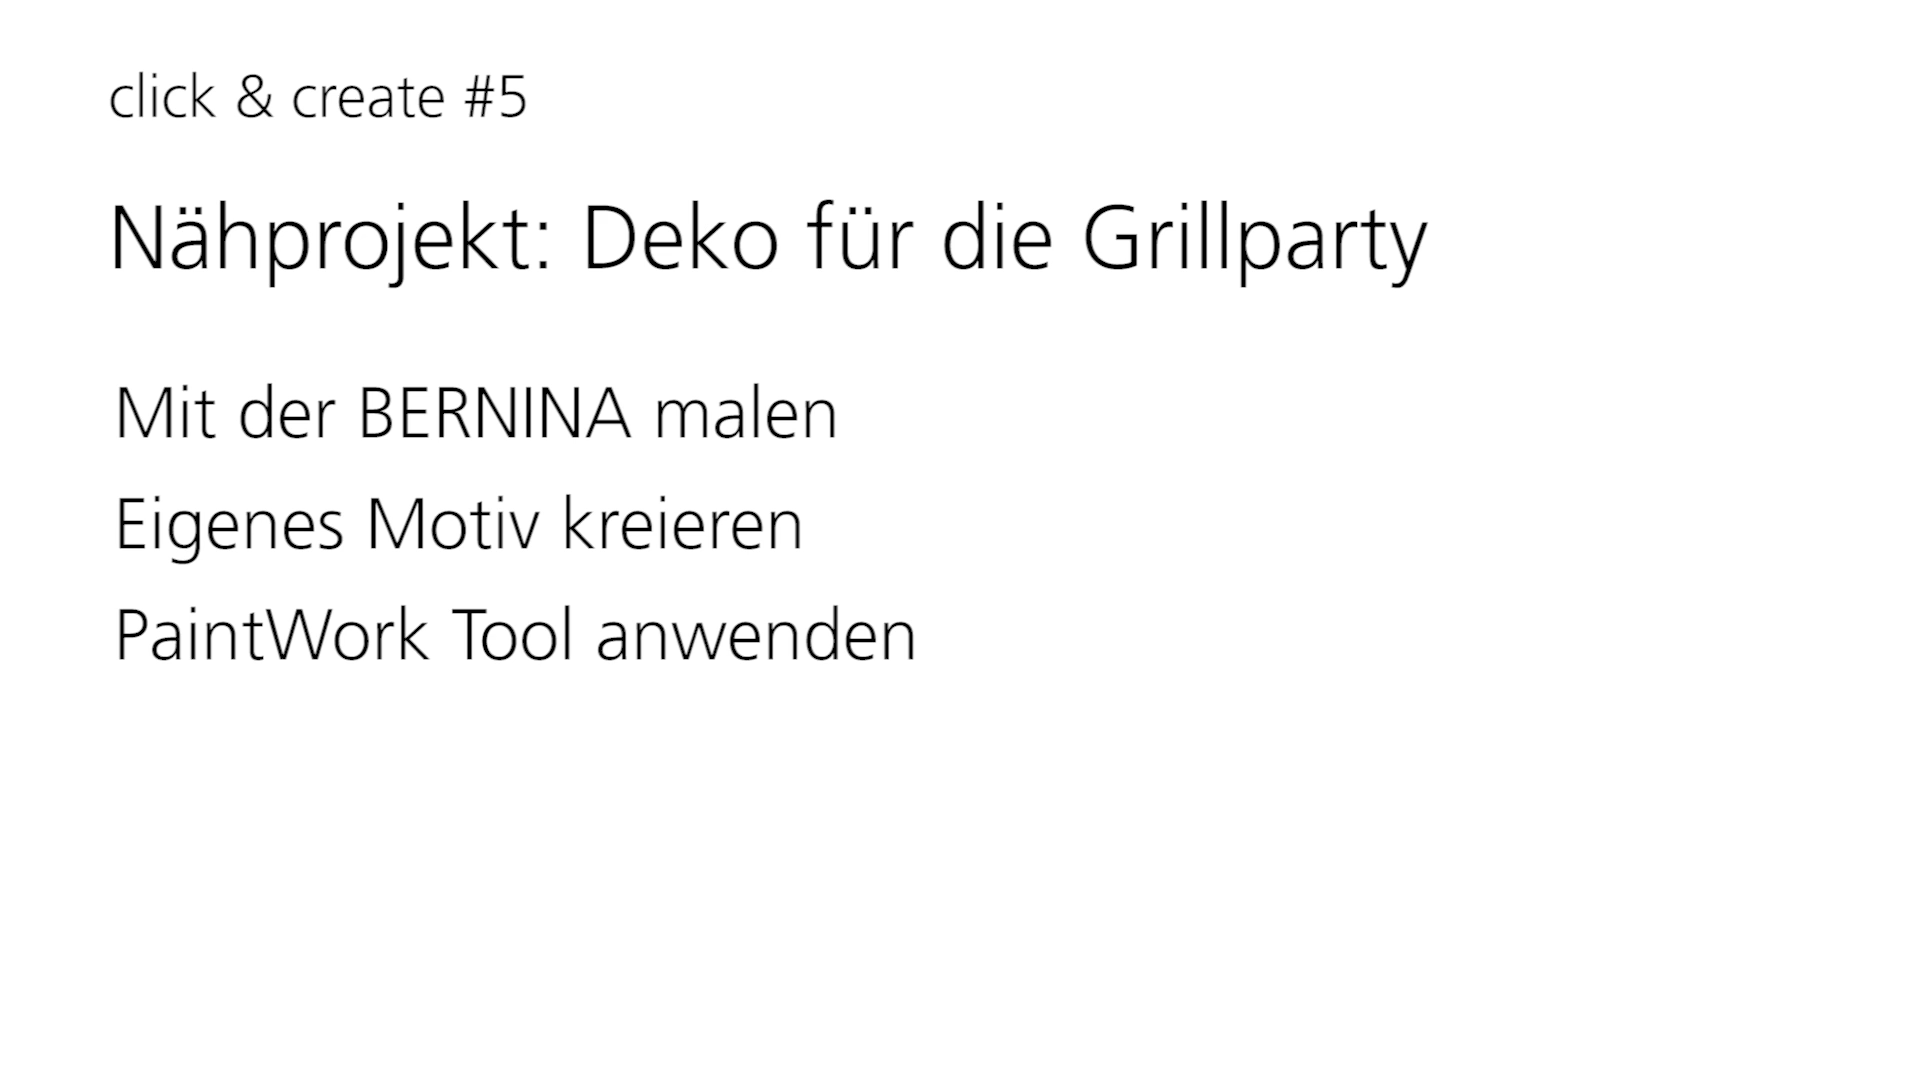 click & create #5
Nähprojekt: Deko für die Grillparty
Mit der BERNINA malen
Eigenes Motiv kreieren
PaintWork Tool anwenden